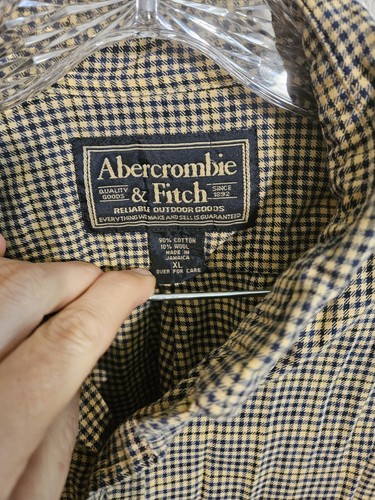 Abercrombie
QUALITY GOODS & Fitch SINCE 1892
RELIABLE OUTDOOR GOODS
EVERYTHING WE MAKE AND SELL IS GUARANTEED
90% COTTON
10% WOOL
MADE IN
JAMAICA
XL
OVER FOR CARE